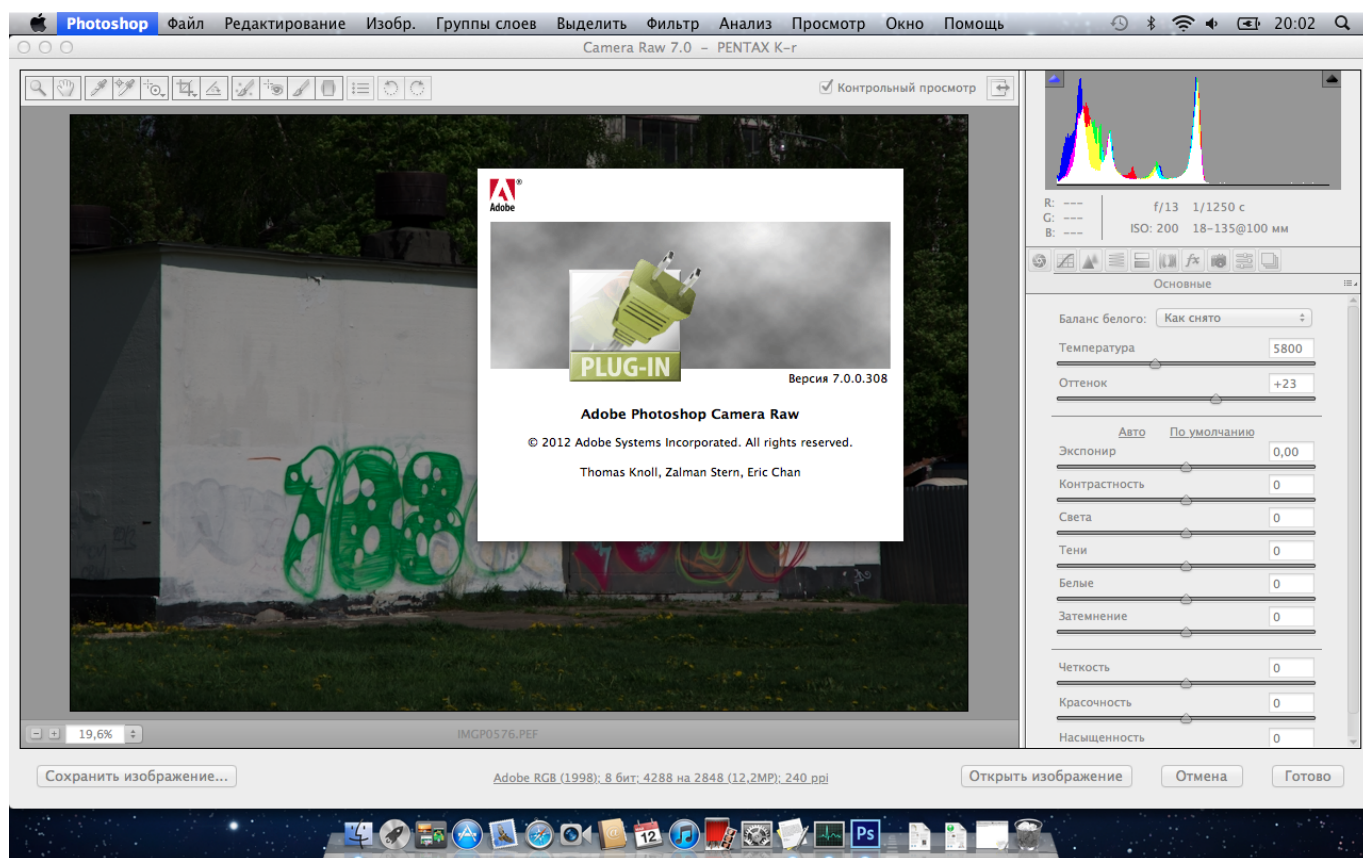 Photoshop Файл Редактирование Изобр. Группы слоев Выделить Фильтр Анализ Просмотр Окно Помощь 20:02
Camera Raw 7.0 – PENTAX K-r
Контрольный просмотр
Adobe
PLUG-IN
Версия 7.0.0.308
Adobe Photoshop Camera Raw
© 2012 Adobe Systems Incorporated. All rights reserved.
Thomas Knoll, Zalman Stern, Eric Chan
R: ---
G: ---
B: ---
f/13 1/1250 с
ISO: 200 18-135@100 мм
fx
Основные
Баланс белого: Как снято
Температура 5800
Оттенок +23
Авто По умолчанию
Экспонир 0,00
Контрастность 0
Света 0
Тени 0
Белые 0
Затемнение 0
Четкость 0
Красочность 0
Насыщенность 0
19,6%
IMGP0576.PEF
Сохранить изображение...
Adobe RGB (1998); 8 бит; 4288 на 2848 (12,2MP); 240 ppi
Открыть изображение Отмена Готово
12
Ps